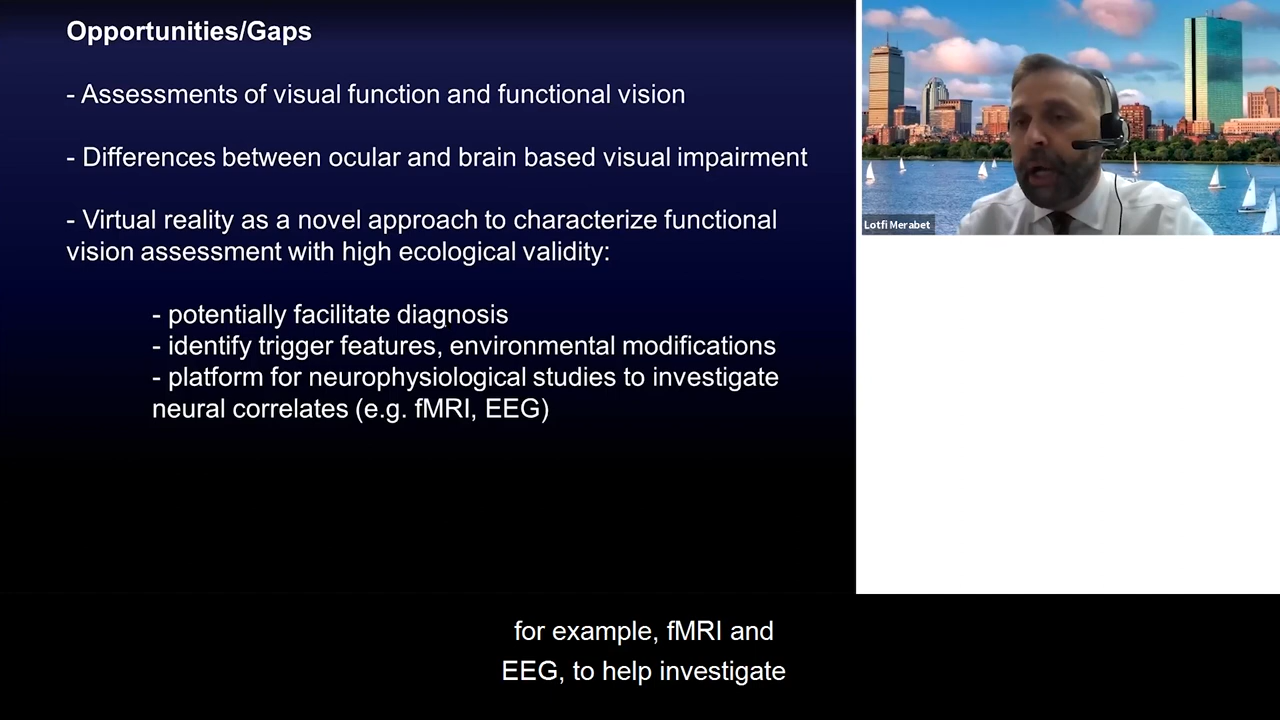 Opportunities/Gaps
- Assessments of visual function and functional vision
- Differences between ocular and brain based visual impairment
- Virtual reality as a novel approach to characterize functional
vision assessment with high ecological validity:
- potentially facilitate diagnosis
- identify trigger features, environmental modifications
- platform for neurophysiological studies to investigate
neural correlates (e.g. fMRI, EEG)
Lotfi Merabet
for example, fMRI and
EEG, to help investigate